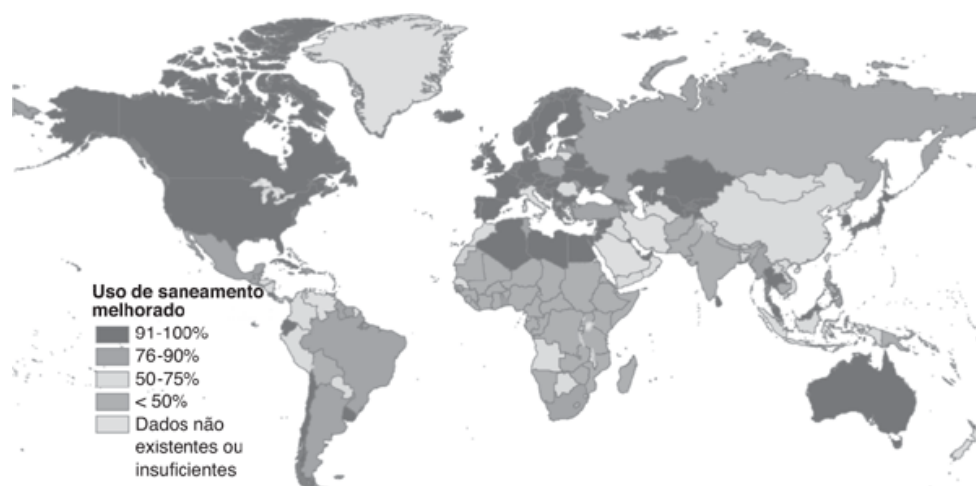 Uso de saneamento
melhorado
91-100%
76-90%
50-75%
< 50%
Dados não
existentes ou
insuficientes